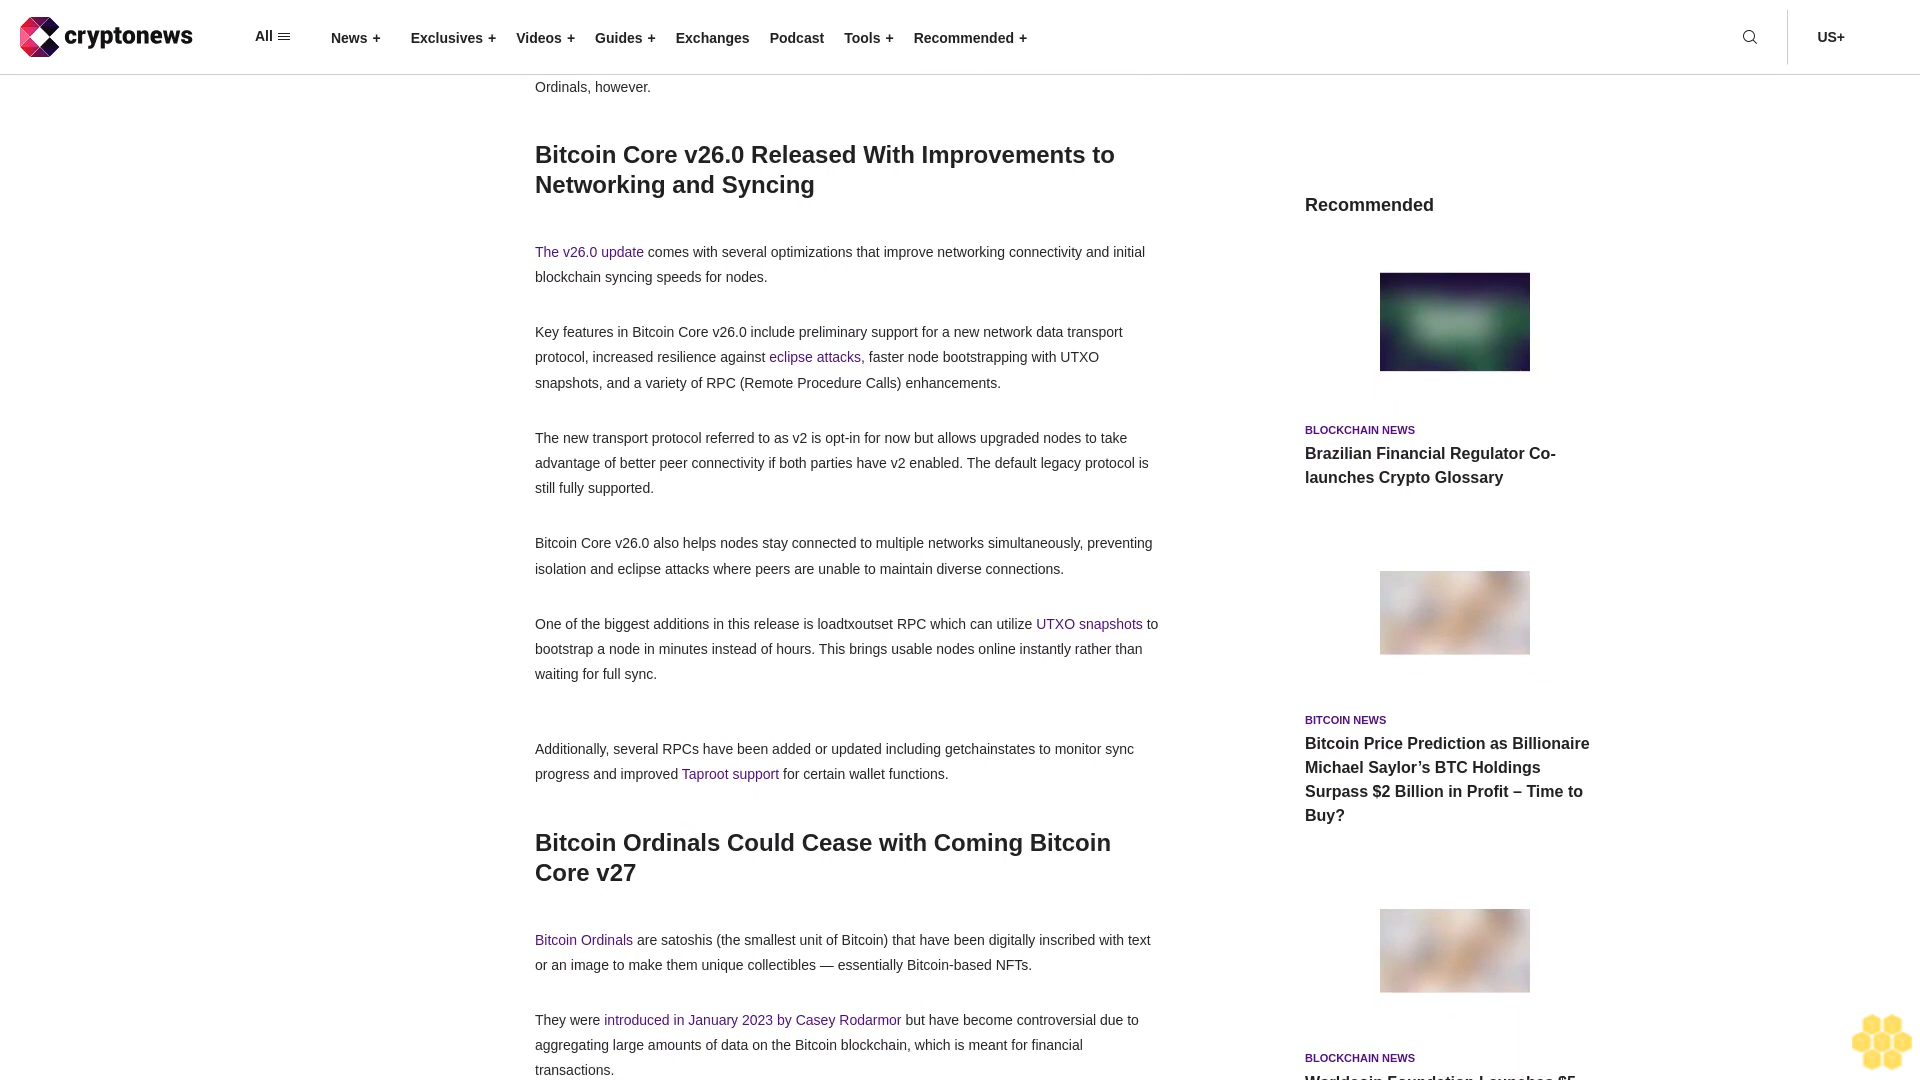 cryptonews
All
News +
Exclusives +
Videos +
Guides +
Exchanges
Podcast
Tools +
Recommended +
US+
Ordinals, however.
Bitcoin Core v26.0 Released With Improvements to
Networking and Syncing
The v26.0 update comes with several optimizations that improve networking connectivity and initial
blockchain syncing speeds for nodes.
Key features in Bitcoin Core v26.0 include preliminary support for a new network data transport
protocol, increased resilience against eclipse attacks, faster node bootstrapping with UTXO
snapshots, and a variety of RPC (Remote Procedure Calls) enhancements.
The new transport protocol referred to as v2 is opt-in for now but allows upgraded nodes to take
advantage of better peer connectivity if both parties have v2 enabled. The default legacy protocol is
still fully supported.
Bitcoin Core v26.0 also helps nodes stay connected to multiple networks simultaneously, preventing
isolation and eclipse attacks where peers are unable to maintain diverse connections.
One of the biggest additions in this release is loadtxoutset RPC which can utilize UTXO snapshots to
bootstrap a node in minutes instead of hours. This brings usable nodes online instantly rather than
waiting for full sync.
Additionally, several RPCs have been added or updated including getchainstates to monitor sync
progress and improved Taproot support for certain wallet functions.
Bitcoin Ordinals Could Cease with Coming Bitcoin
Core v27
Bitcoin Ordinals are satoshis (the smallest unit of Bitcoin) that have been digitally inscribed with text
or an image to make them unique collectibles — essentially Bitcoin-based NFTs.
They were introduced in January 2023 by Casey Rodarmor but have become controversial due to
aggregating large amounts of data on the Bitcoin blockchain, which is meant for financial
transactions.
Recommended
BLOCKCHAIN NEWS
Brazilian Financial Regulator Co-
launches Crypto Glossary
BITCOIN NEWS
Bitcoin Price Prediction as Billionaire
Michael Saylor’s BTC Holdings
Surpass $2 Billion in Profit – Time to
Buy?
BLOCKCHAIN NEWS
Worldcoin Foundation Launches $5